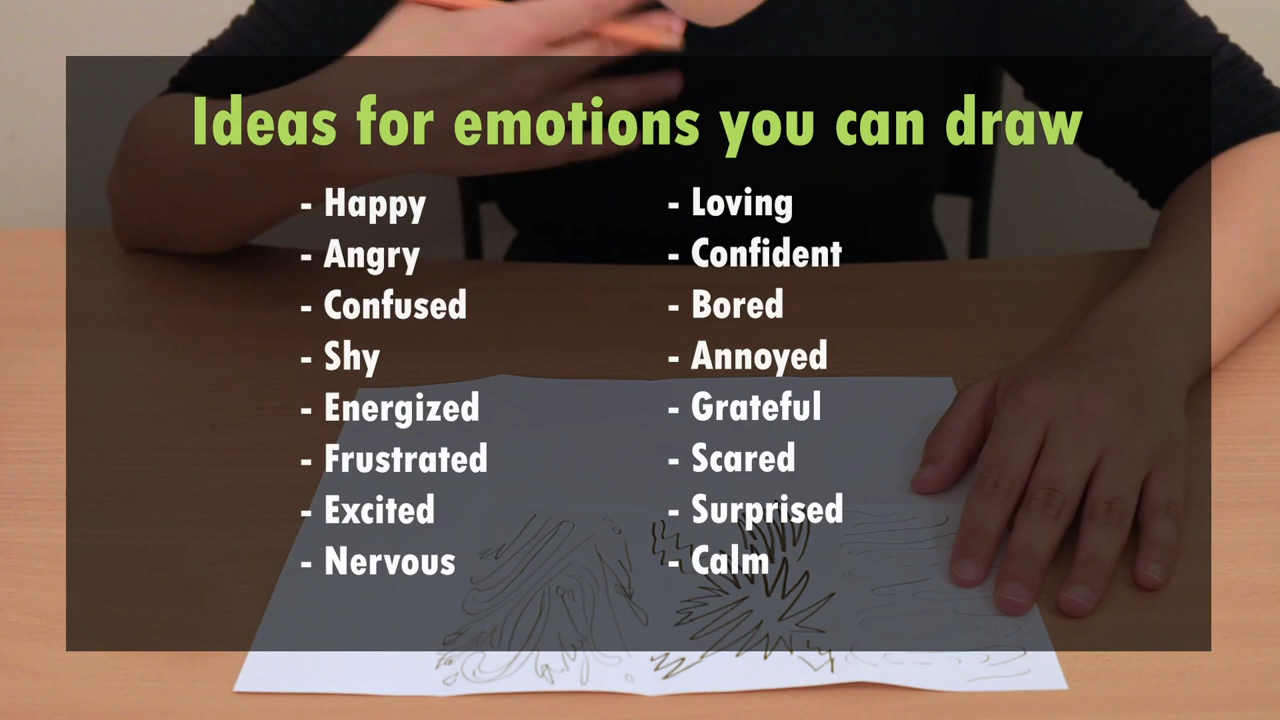 Ideas for emotions you can draw
- Happy
- Angry
- Confused
- Shy
- Energized
- Frustrated
- Excited
- Nervous
- Loving
- Confident
- Bored
- Annoyed
- Grateful
- Scared
- Surprised
- Calm